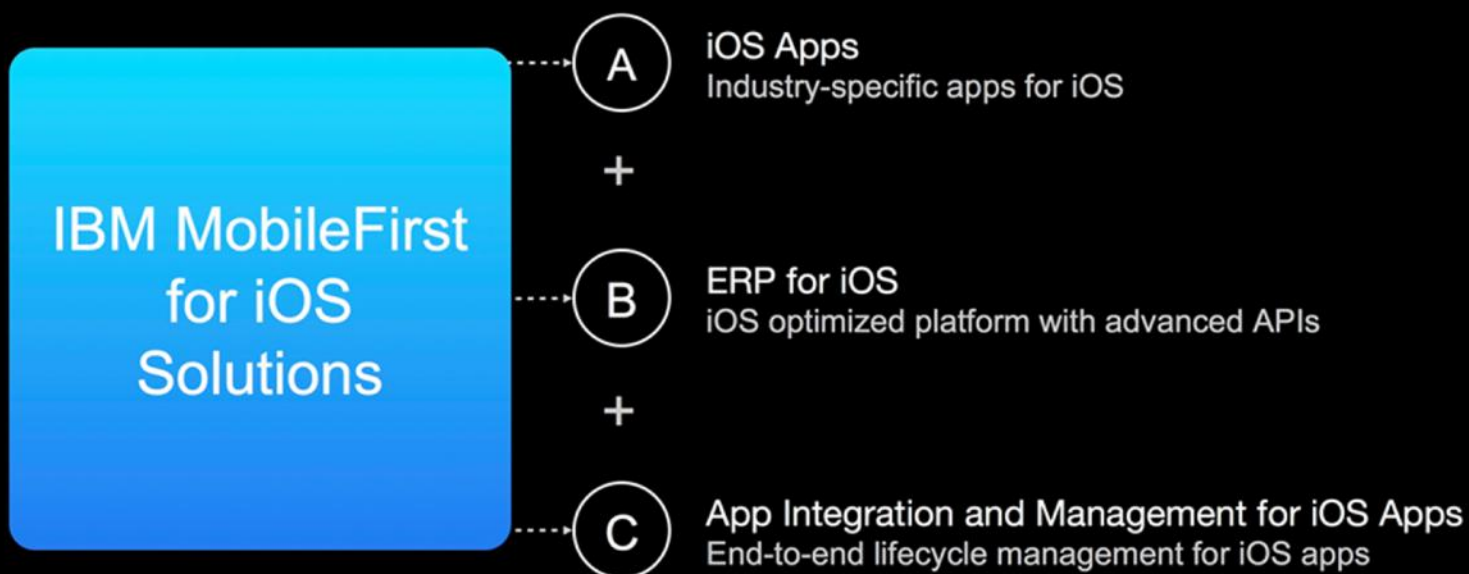 IBM MobileFirst
for iOS
Solutions
A
iOS Apps
Industry-specific apps for iOS
+
B
ERP for iOS
iOS optimized platform with advanced APIs
+
C
App Integration and Management for iOS Apps
End-to-end lifecycle management for iOS apps